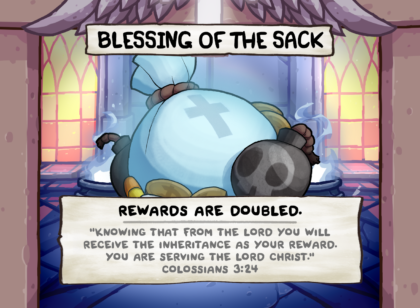 BLESSING OF THE SACK
REWARDS ARE DOUBLED.
"KNOWING THAT FROM THE LORD YOU WILL
RECEIVE THE INHERITANCE AS YOUR REWARD.
YOU ARE SERVING THE LORD CHRIST."
COLOSSIANS 3:24